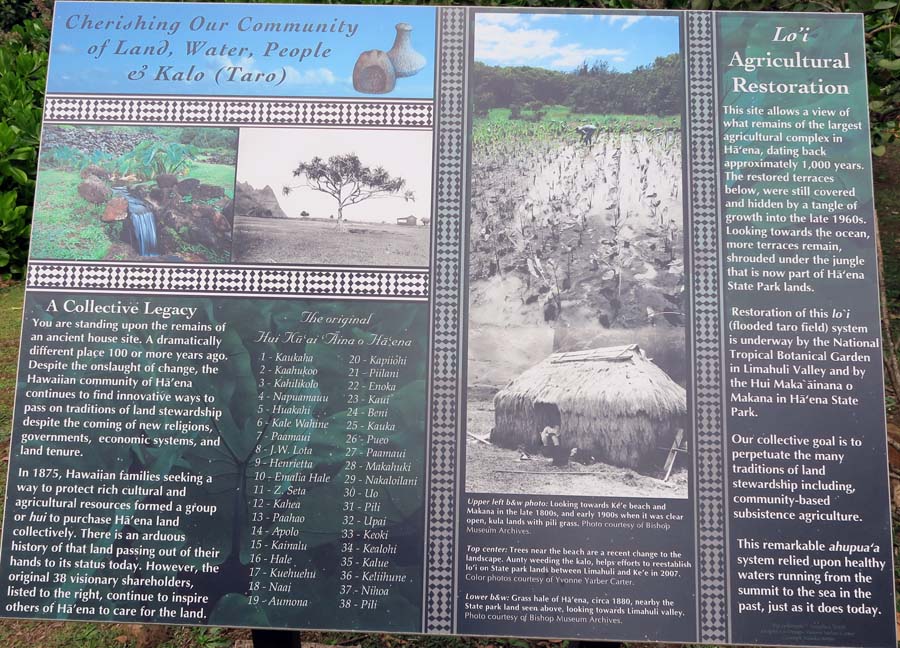 Cherishing Our Community
of Land, Water, People
& Kalo (Taro)
A Collective Legacy
You are standing upon the remains of
an ancient house site. A dramatically
different place 100 or more years ago.
Despite the onslaught of change, the
Hawaiian community of Hāʻena
continues to find innovative ways to
pass on traditions of land stewardship
despite the coming of new religions,
governments, economic systems, and
land tenure.
In 1875, Hawaiian families seeking a
way to protect rich cultural and
agricultural resources formed a group
or hui to purchase Hāʻena land
collectively. There is an arduous
history of that land passing out of their
hands to its status today. However, the
original 38 visionary shareholders,
listed to the right, continue to inspire
others of Hāʻena to care for the land.
The original
Hui Kūʻai ʻĀina o Hāʻena
1 - Kaukaha
2 - Kaahukoo
3 - Kahilikolo
4 - Napuamauu
5 - Huakahi
6 - Kale Wahine
7 - Paamaui
8 - J.W. Lota
9 - Henrietta
10 - Emalia Hale
11 - Z. Seta
12 - Kahea
13 - Paahao
14 - Apolo
15 - Kainalu
16 - Hale
17 - Kuehuehu
18 - Naai
19 - Aumona
20 - Kapiiohi
21 - Piilani
22 - Enoka
23 - Kaui
24 - Beni
25 - Kauka
26 - Pueo
27 - Paamaui
28 - Makahuki
29 - Nakaloilani
30 - Uo
31 - Pili
32 - Upai
33 - Keoki
34 - Kealohi
35 - Kalue
36 - Keliihune
37 - Nihoa
38 - Pili
Upper left b&w photo: Looking towards Kēʻe beach and
Makana in the late 1800s, and early 1900s when it was clear
open, kula lands with pili grass. Photo courtesy of Bishop
Museum Archives.
Top center: Trees near the beach are a recent change to the
landscape. Aunty weeding the kalo, helps efforts to reestablish
loʻi on State park lands between Limahuli and Keʻe in 2007.
Color photos courtesy of Yvonne Yarber Carter.
Lower b&w: Grass hale of Hāʻena, circa 1880, nearby the
State park land seen above, looking towards Limahuli valley.
Photo courtesy of Bishop Museum Archives.
Loʻi
Agricultural
Restoration
This site allows a view of
what remains of the largest
agricultural complex in
Hāʻena, dating back
approximately 1,000 years.
The restored terraces
below, were still covered
and hidden by a tangle of
growth into the late 1960s.
Looking towards the ocean,
more terraces remain,
shrouded under the jungle
that is now part of Hāʻena
State Park lands.
Restoration of this lo`i
(flooded taro field) system
is underway by the National
Tropical Botanical Garden
in Limahuli Valley and by
the Hui Maka`āinana o
Makana in Hāʻena State
Park.
Our collective goal is to
perpetuate the many
traditions of land
stewardship including,
community-based
subsistence agriculture.
This remarkable ahupuaʻa
system relied upon healthy
waters running from the
summit to the sea in the
past, just as it does today.